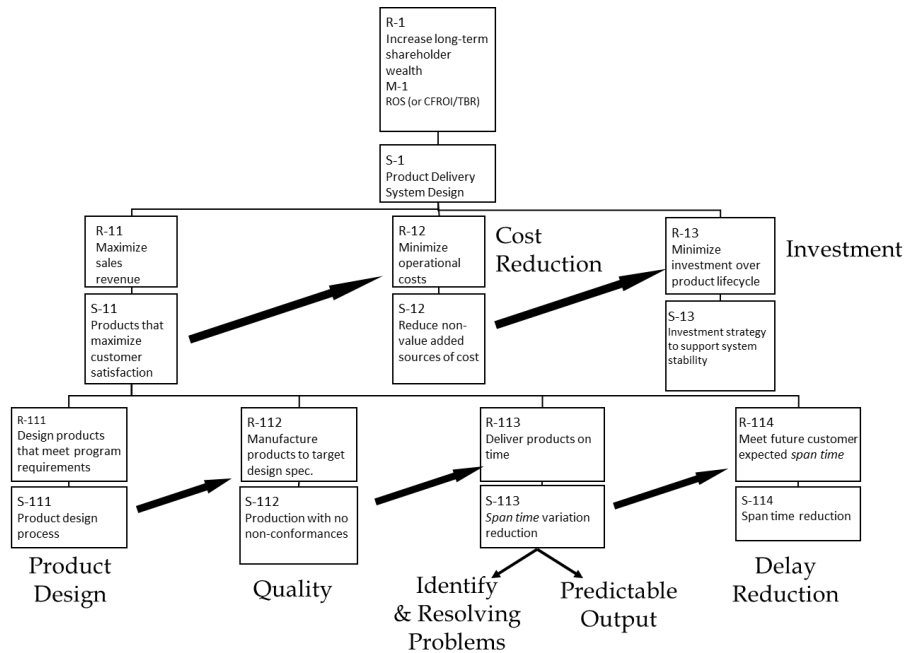 R-1
Increase long-term
shareholder
wealth
M-1
ROS (or CFROI/TBR)
S-1
Product Delivery
System Design
R-11
Maximize
sales
revenue
S-11
Products that
maximize
customer
satisfaction
R-12
Minimize
operational
costs
S-12
Reduce non-
value added
sources of cost
Cost
Reduction
R-13
Minimize
investment over
product lifecycle
S-13
Investment strategy
to support system
stability
Investment
R-111
Design products
that meet program
requirements
S-111
Product design
process
Product
Design
R-112
Manufacture
products to target
design spec.
S-112
Production with no
non-conformances
Quality
R-113
Deliver products on
time
S-113
Span time variation
reduction
Identify
& Resolving
Problems
Predictable
Output
R-114
Meet future customer
expected span time
S-114
Span time reduction
Delay
Reduction